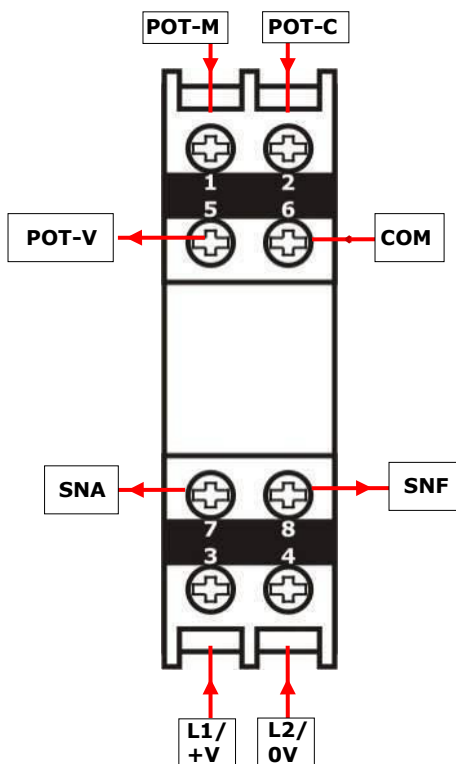 POT-M POT-C
1 2
5 6
POT-V COM
SNA SNF
7 8
3 4
L1/ L2/
+V 0V